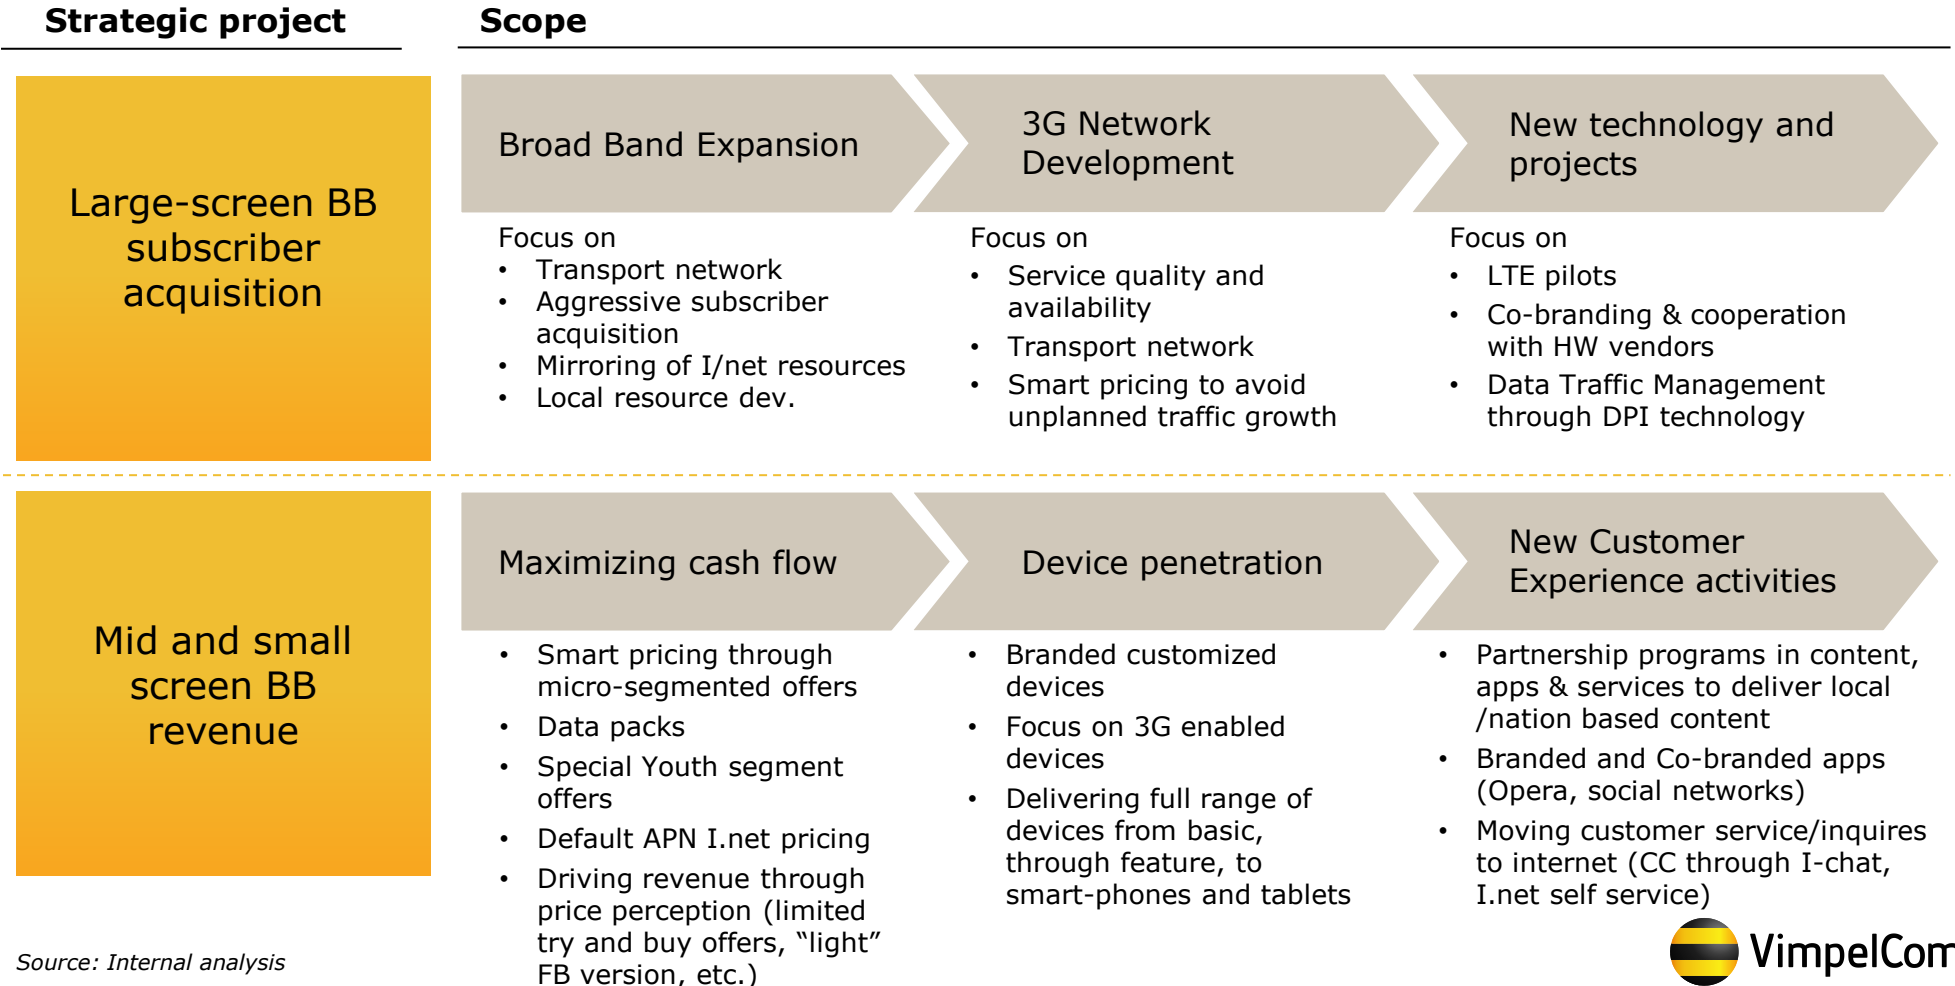 Strategic project
Scope
Large-screen BB
subscriber
acquisition
Broad Band Expansion
3G Network
Development
New technology and
projects
Focus on
• Transport network
• Aggressive subscriber
acquisition
• Mirroring of I/net resources
• Local resource dev.
Focus on
• Service quality and
availability
• Transport network
• Smart pricing to avoid
unplanned traffic growth
Focus on
• LTE pilots
• Co-branding & cooperation
with HW vendors
• Data Traffic Management
through DPI technology
Mid and small
screen BB
revenue
Maximizing cash flow
Device penetration
New Customer
Experience activities
• Smart pricing through
micro-segmented offers
• Data packs
• Special Youth segment
offers
• Default APN I.net pricing
• Driving revenue through
price perception (limited
try and buy offers, “light”
FB version, etc.)
• Branded customized
devices
• Focus on 3G enabled
devices
• Delivering full range of
devices from basic,
through feature, to
smart-phones and tablets
• Partnership programs in content,
apps & services to deliver local
/nation based content
• Branded and Co-branded apps
(Opera, social networks)
• Moving customer service/inquires
to internet (CC through I-chat,
I.net self service)
Source: Internal analysis
VimpelCom